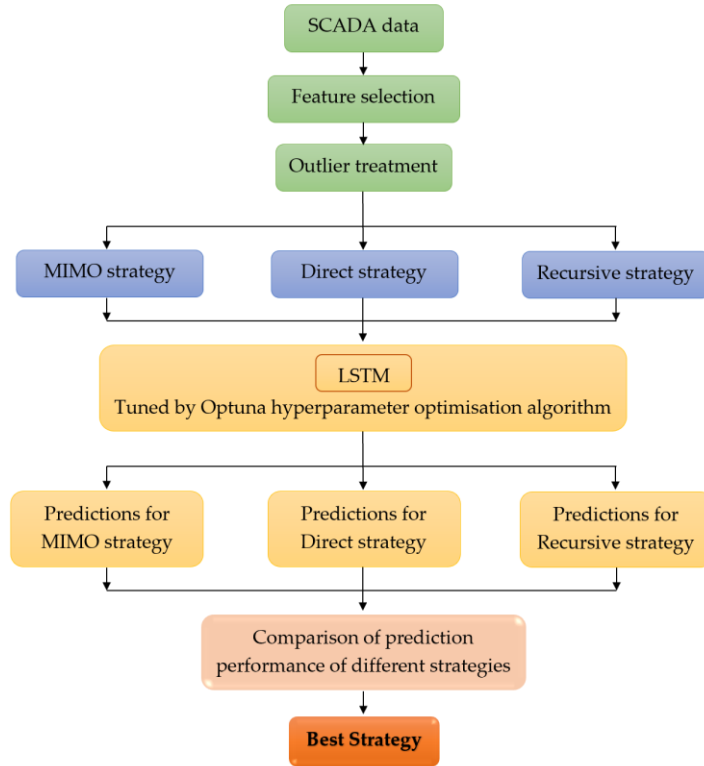 SCADA data
Feature selection
Outlier treatment
MIMO strategy
Direct strategy
Recursive strategy
LSTM
Tuned by Optuna hyperparameter optimisation algorithm
Predictions for
MIMO strategy
Predictions for
Direct strategy
Predictions for
Recursive strategy
Comparison of prediction
performance of different strategies
Best Strategy